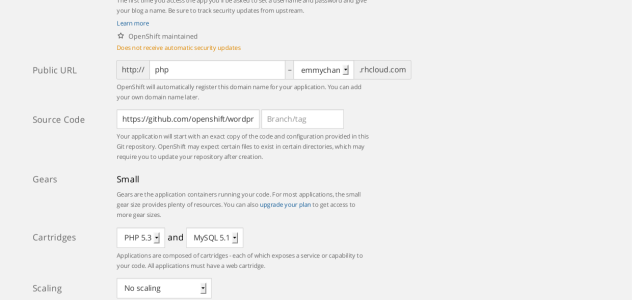 The first time you access the app you'll be asked to set a username and password and give
your blog a name. Be sure to track security updates from upstream.
Learn more
OpenShift maintained
Does not receive automatic security updates
Public URL http:// php - emmychan .rhcloud.com
OpenShift will automatically register this domain name for your application. You can add
your own domain name later.
Source Code https://github.com/openshift/wordpr Branch/tag
Your application will start with an exact copy of the code and configuration provided in this
Git repository. OpenShift may expect certain files to exist in certain directories, which may
require you to update your repository after creation.
Gears Small
Gears are the application containers running your code. For most applications, the small
gear size provides plenty of resources. You can also upgrade your plan to get access to
more gear sizes.
Cartridges PHP 5.3 and MySQL 5.1
Applications are composed of cartridges - each of which exposes a service or capability to
your code. All applications must have a web cartridge.
Scaling No scaling